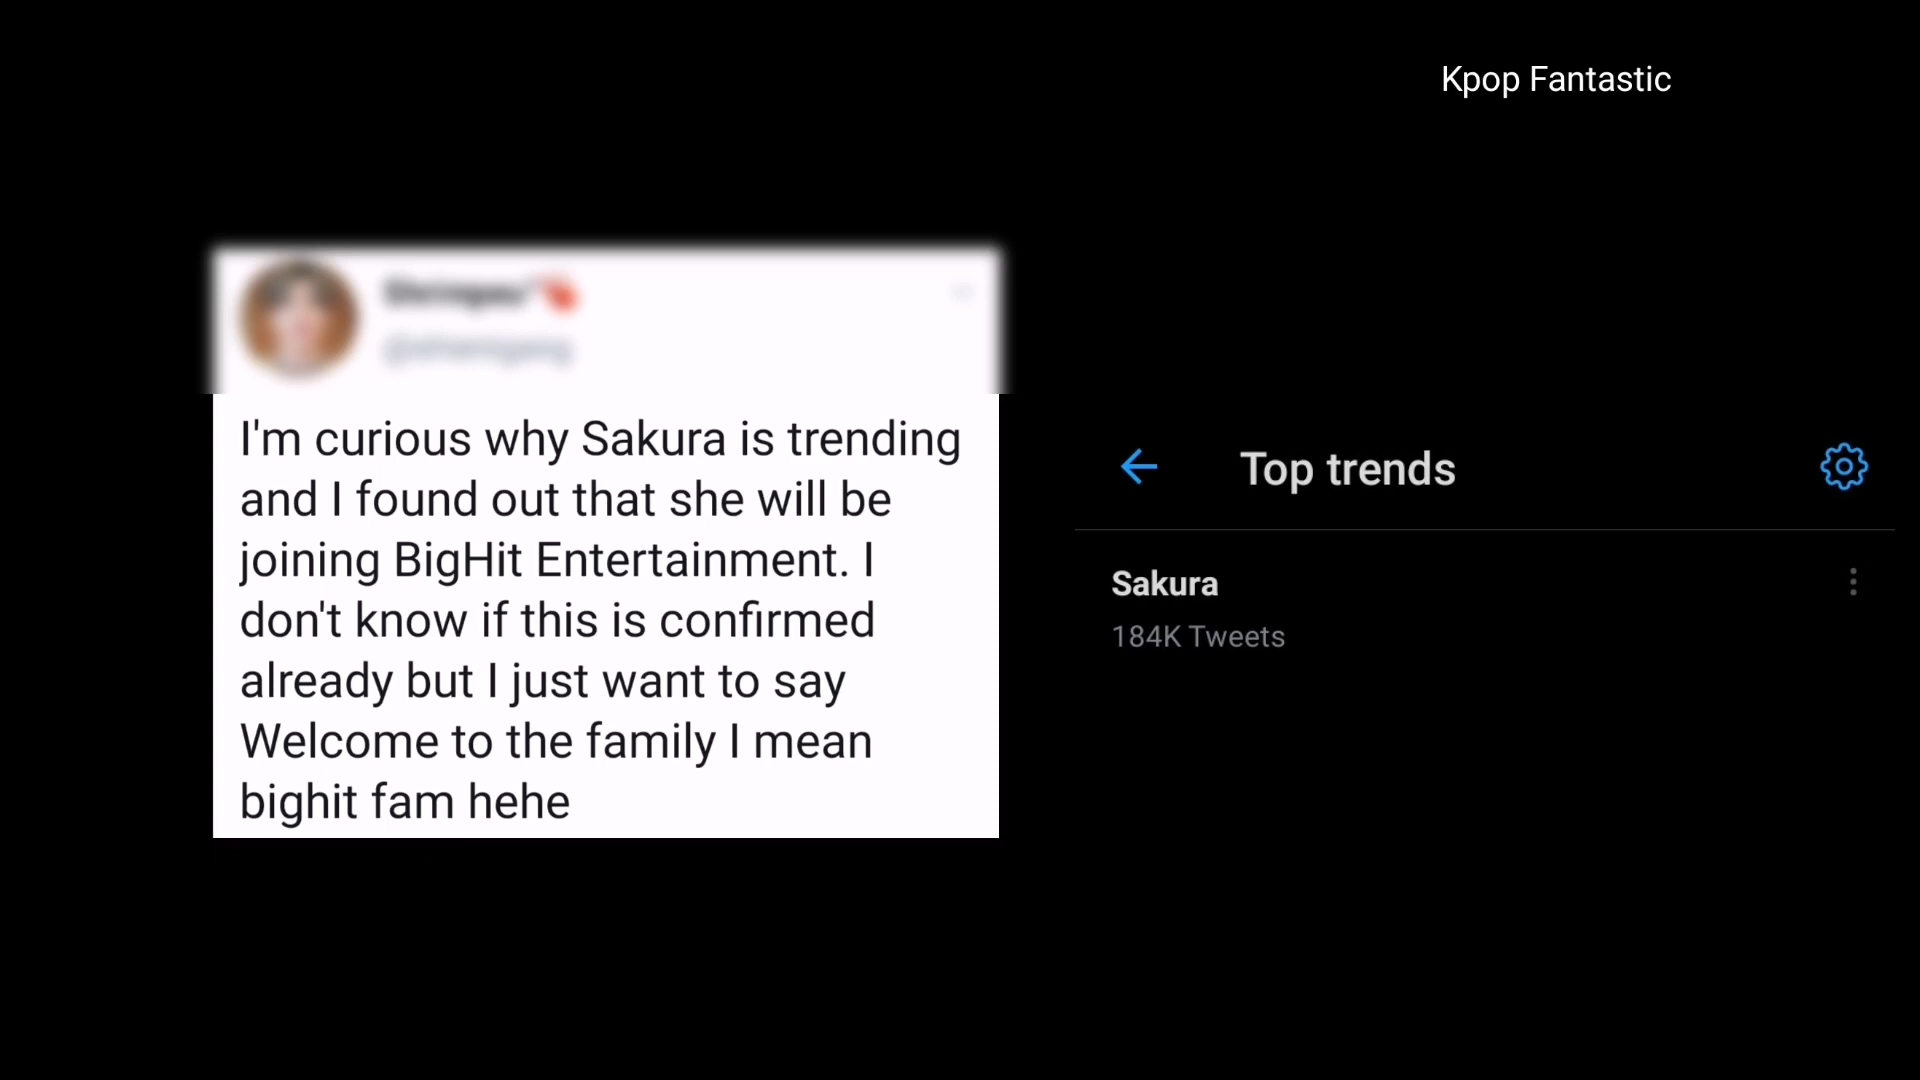 Kpop Fantastic
I'm curious why Sakura is trending
and I found out that she will be
joining BigHit Entertainment. I
don't know if this is confirmed
already but I just want to say
Welcome to the family I mean
bighit fam hehe
Top trends
Sakura
184K Tweets